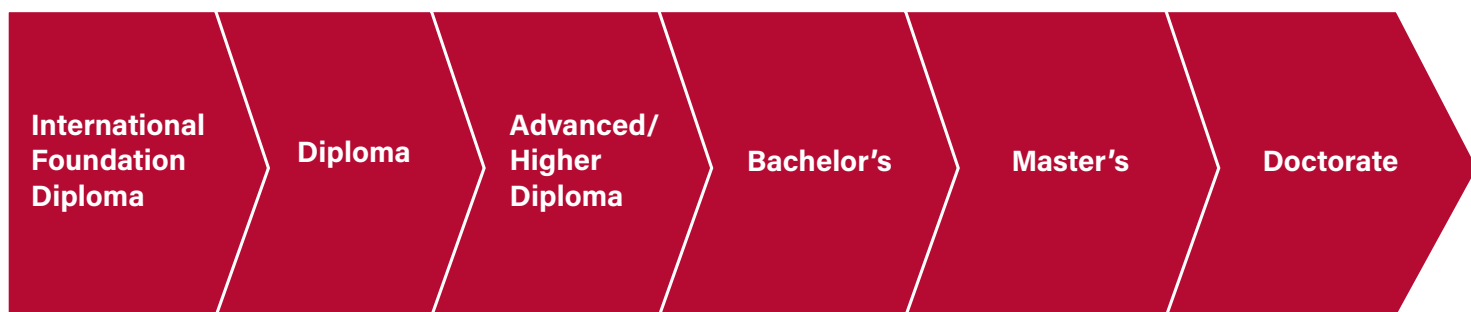 International
Foundation
Diploma
Diploma
Advanced/
Higher
Diploma
Bachelor’s
Master’s
Doctorate